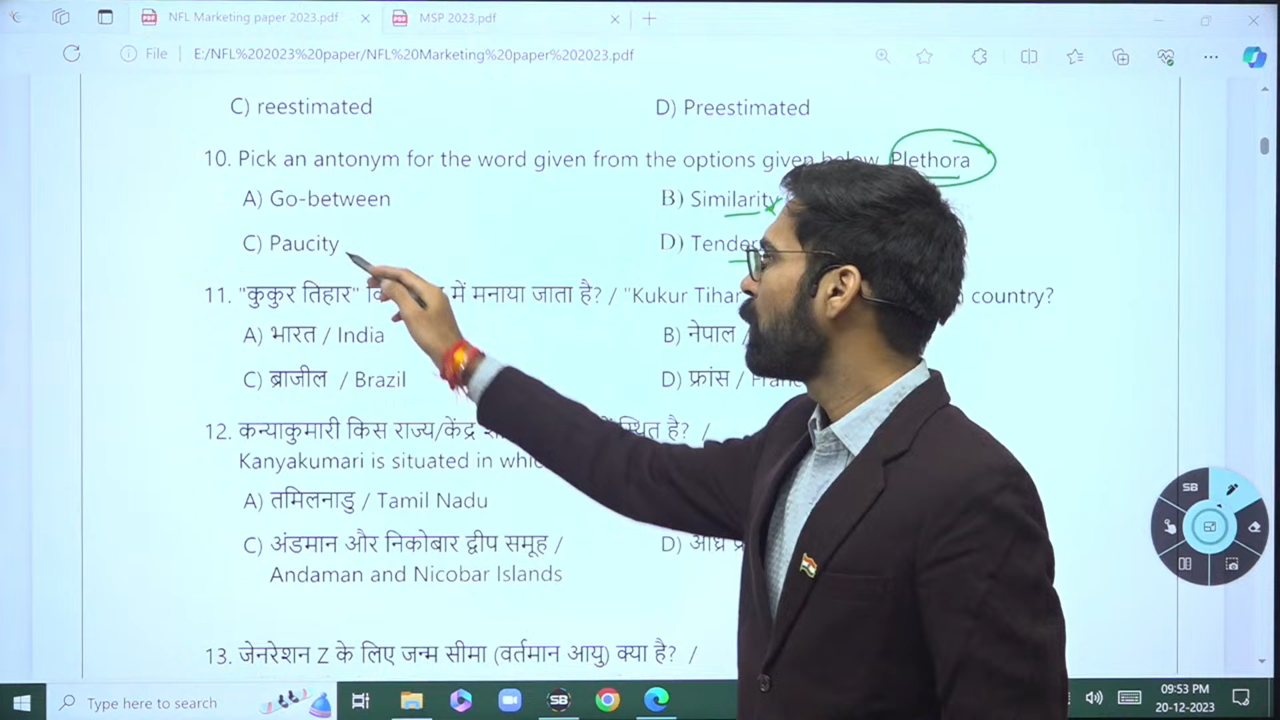 NFL Marketing paper 2023.pdf
MSP 2023.pdf
File E:/NFL%202023%20paper/NFL%20Marketing%20paper%202023.pdf
C) reestimated
D) Preestimated
10. Pick an antonym for the word given from the options given below Plethora
A) Go-between
B) Similarity
C) Paucity
D)
11. "कुकुर तिहार" में मनाया जाता है? / "Kukur Tihar country?
A) भारत / India
B) नेपाल /
C) ब्राजील / Brazil
D) फ्रांस /
12. कन्याकुमारी किस राज्य/केंद्र स्थित है? /
Kanyakumari is situated in
A) तमिलनाडु / Tamil Nadu
C) अंडमान और निकोबार द्वीप समूह /
D)
Andaman and Nicobar Islands
13. जेनरेशन Z के लिए जन्म सीमा (वर्तमान आयु) क्या है? /
SB
Type here to search
SB
09:53 PM
20-12-2023